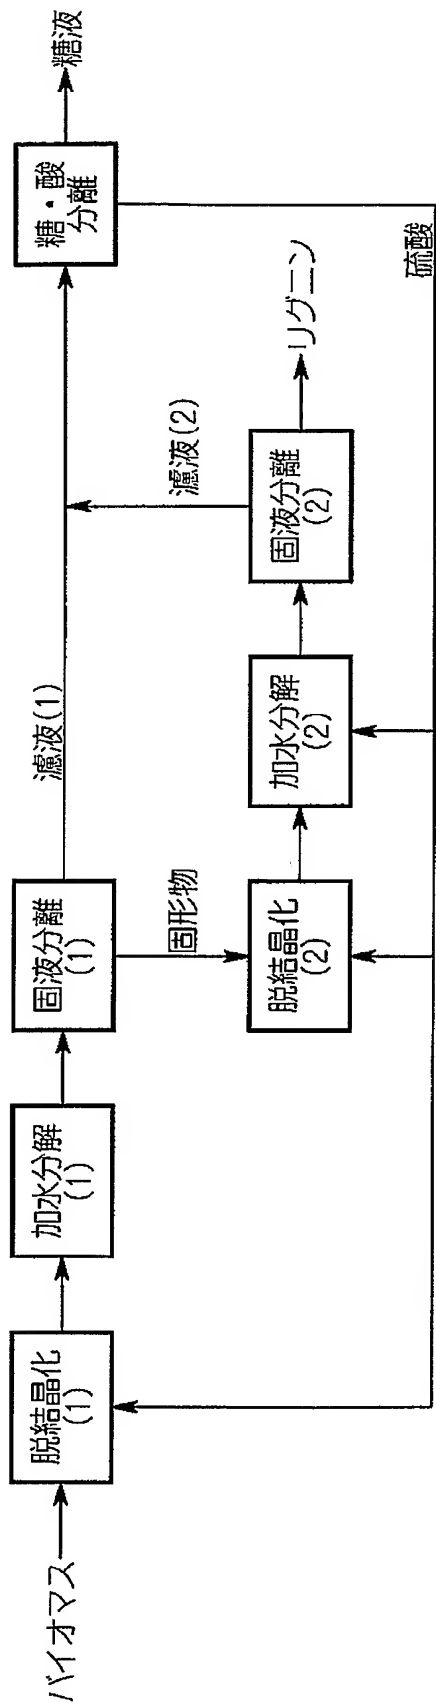 バイオマス
脱結晶化
(1)
加水分解
(1)
固液分離
(1)
濾液(1)
糖・酸
分離
糖液
固形物
脱結晶化
(2)
加水分解
(2)
固液分離
(2)
濾液(2)
リグニン
硫酸